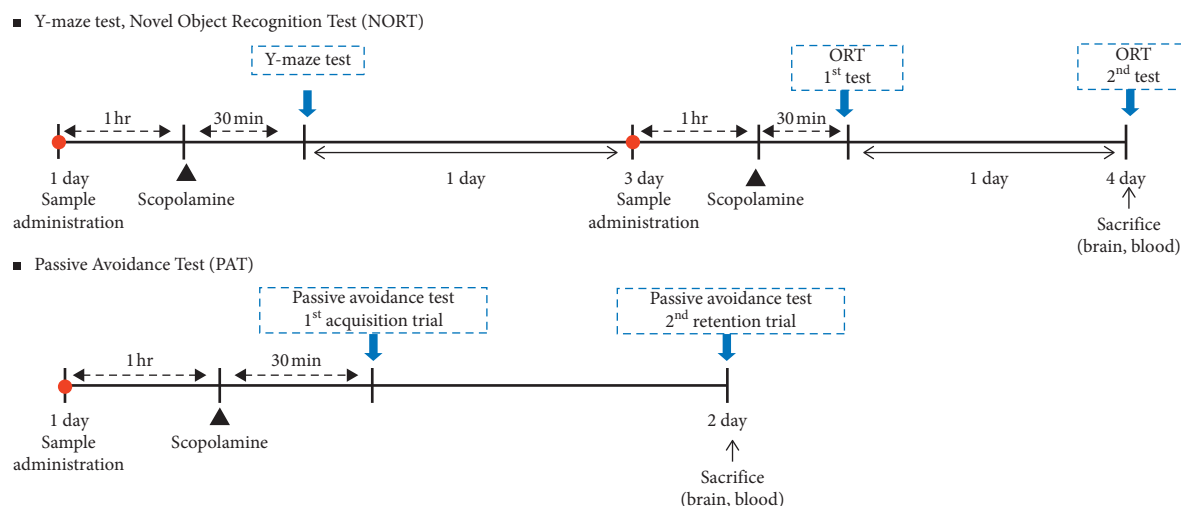 ■ Y-maze test, Novel Object Recognition Test (NORT)
Y-maze test
ORT
1st test
ORT
2nd test
1 hr
30 min
1 hr
30 min
1 day
Sample
administration
Scopolamine
1 day
3 day
Sample
administration
Scopolamine
1 day
4 day
Sacrifice
(brain, blood)
■ Passive Avoidance Test (PAT)
Passive avoidance test
1st acquisition trial
Passive avoidance test
2nd retention trial
1 hr
30 min
1 day
Sample
administration
Scopolamine
2 day
Sacrifice
(brain, blood)